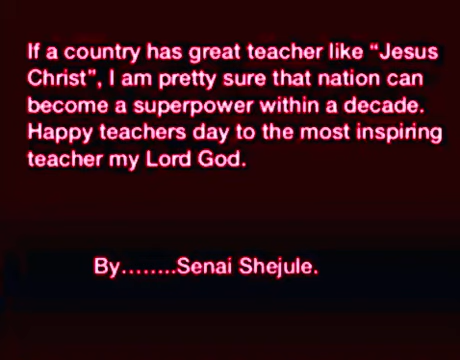 If a country has great teacher like “Jesus
Christ”, I am pretty sure that nation can
become a superpower within a decade.
Happy teachers day to the most inspiring
teacher my Lord God.
By........Senai Shejule.